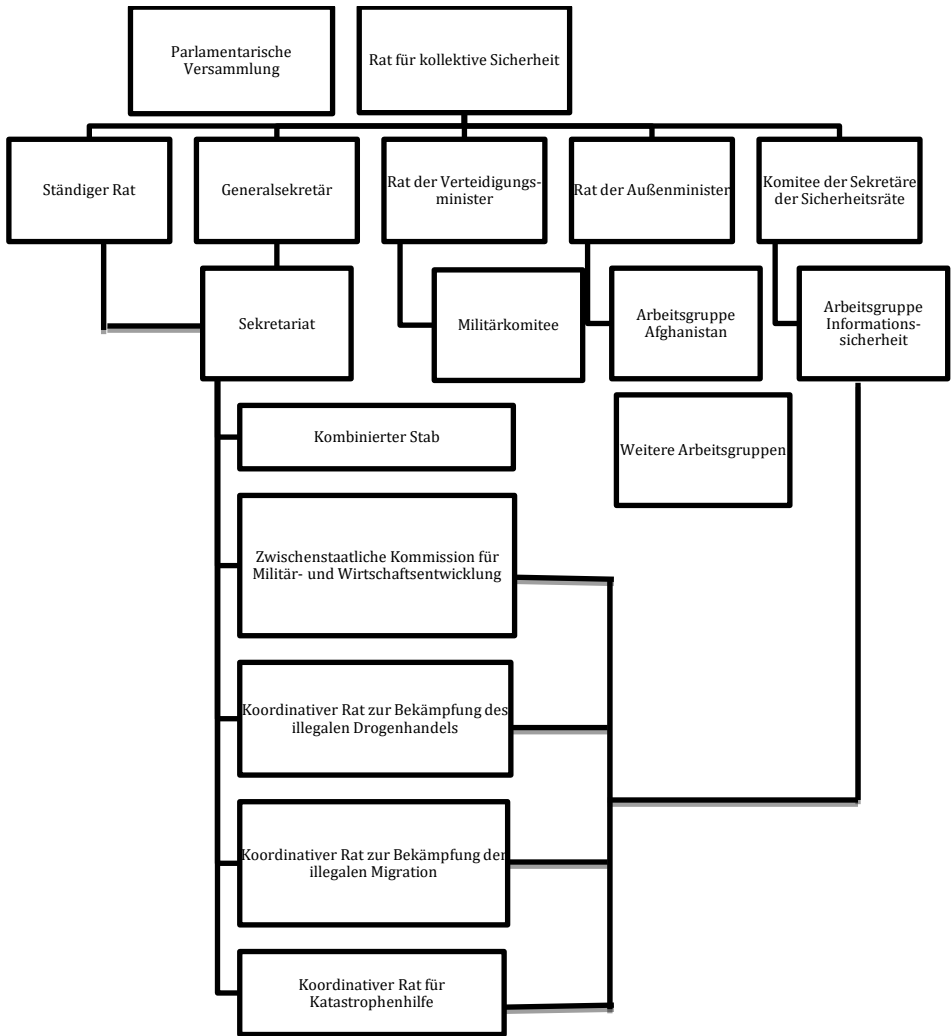 Parlamentarische
Versammlung
Rat für kollektive Sicherheit
Ständiger Rat
Generalsekretär
Rat der Verteidigungs-
minister
Rat der Außenminister
Komitee der Sekretäre
der Sicherheitsräte
Sekretariat
Militärkomitee
Arbeitsgruppe
Afghanistan
Arbeitsgruppe
Informations-
sicherheit
Kombinierter Stab
Weitere Arbeitsgruppen
Zwischenstaatliche Kommission für
Militär- und Wirtschaftsentwicklung
Koordinativer Rat zur Bekämpfung des
illegalen Drogenhandels
Koordinativer Rat zur Bekämpfung der
illegalen Migration
Koordinativer Rat für
Katastrophenhilfe